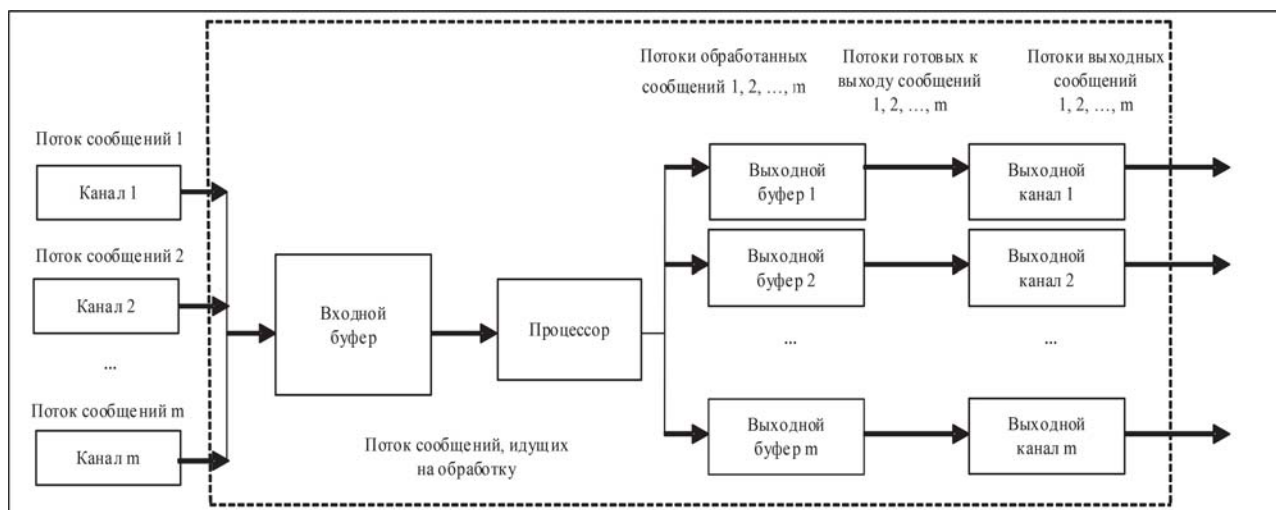 Потоки обработанных
сообщений 1, 2, ..., m
Потоки готовых к
выходу сообщений
1, 2, ..., m
Потоки выходных
сообщений
1, 2, ..., m
Поток сообщений 1
Канал 1
Поток сообщений 2
Канал 2
...
Поток сообщений m
Канал m
Входной
буфер
Процессор
Поток сообщений, идущих
на обработку
Выходной
буфер 1
Выходной
канал 1
Выходной
буфер 2
Выходной
канал 2
...
...
Выходной
буфер m
Выходной
канал m